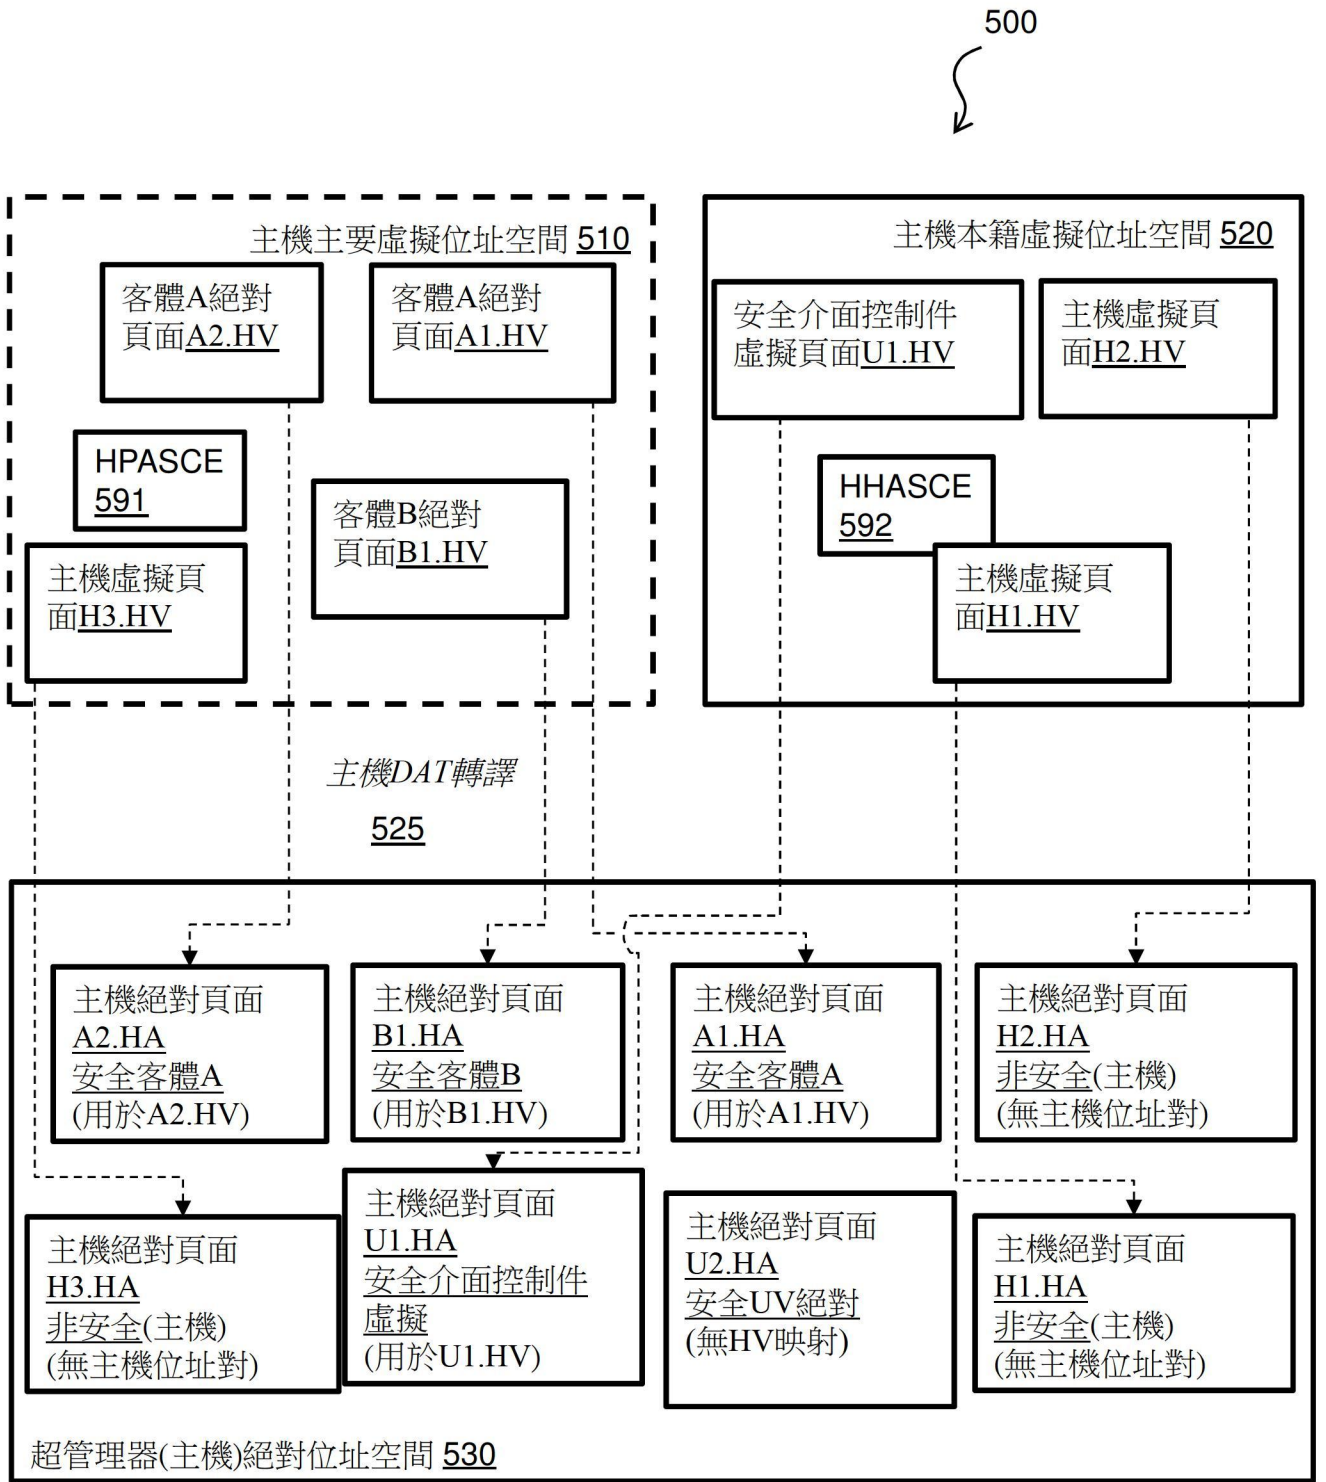 500
主機主要虛擬位址空間 510
客體A絕對
頁面A2.HV
客體A絕對
頁面A1.HV
HPASCE
591
客體B絕對
頁面B1.HV
主機虛擬頁
面H3.HV
主機本籍虛擬位址空間 520
安全介面控制件
虛擬頁面U1.HV
主機虛擬頁
面H2.HV
HHASCE
592
主機虛擬頁
面H1.HV
主機DAT轉譯
525
主機絕對頁面
A2.HA
安全客體A
(用於A2.HV)
主機絕對頁面
B1.HA
安全客體B
(用於B1.HV)
主機絕對頁面
A1.HA
安全客體A
(用於A1.HV)
主機絕對頁面
H2.HA
非安全(主機)
(無主機位址對)
主機絕對頁面
H3.HA
非安全(主機)
(無主機位址對)
主機絕對頁面
U1.HA
安全介面控制件
虛擬
(用於U1.HV)
主機絕對頁面
U2.HA
安全UV絕對
(無HV映射)
主機絕對頁面
H1.HA
非安全(主機)
(無主機位址對)
超管理器(主機)絕對位址空間 530